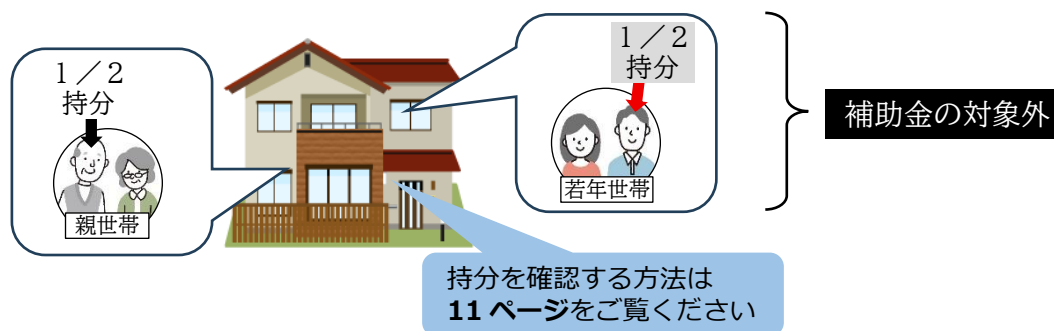 １／２
持分
親世帯
１／２
持分
若年世帯
補助金の対象外
持分を確認する方法は
11 ページをご覧ください